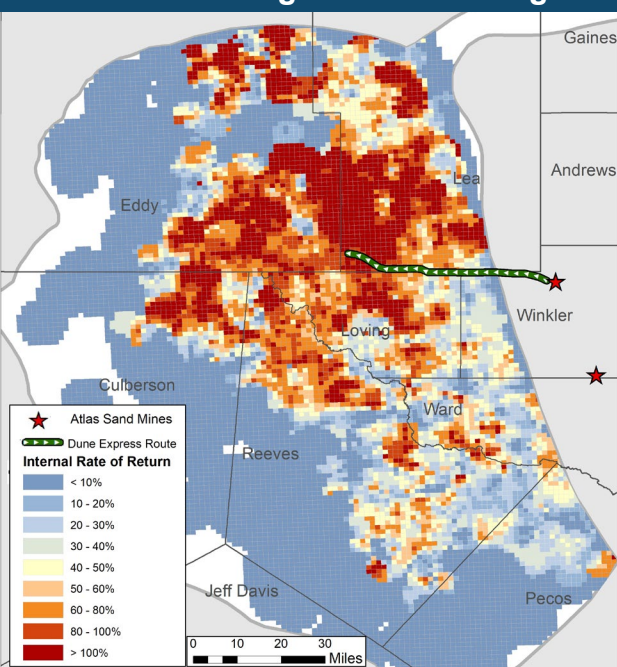 Gaines
Andrews
Lea
Eddy
Winkler
Loving
Culberson
Ward
Reeves
Jeff Davis
Pecos
Atlas Sand Mines
Dune Express Route
Internal Rate of Return
< 10%
10 - 20%
20 - 30%
30 - 40%
40 - 50%
50 - 60%
60 - 80%
80 - 100%
> 100%
0 10 20 30
Miles